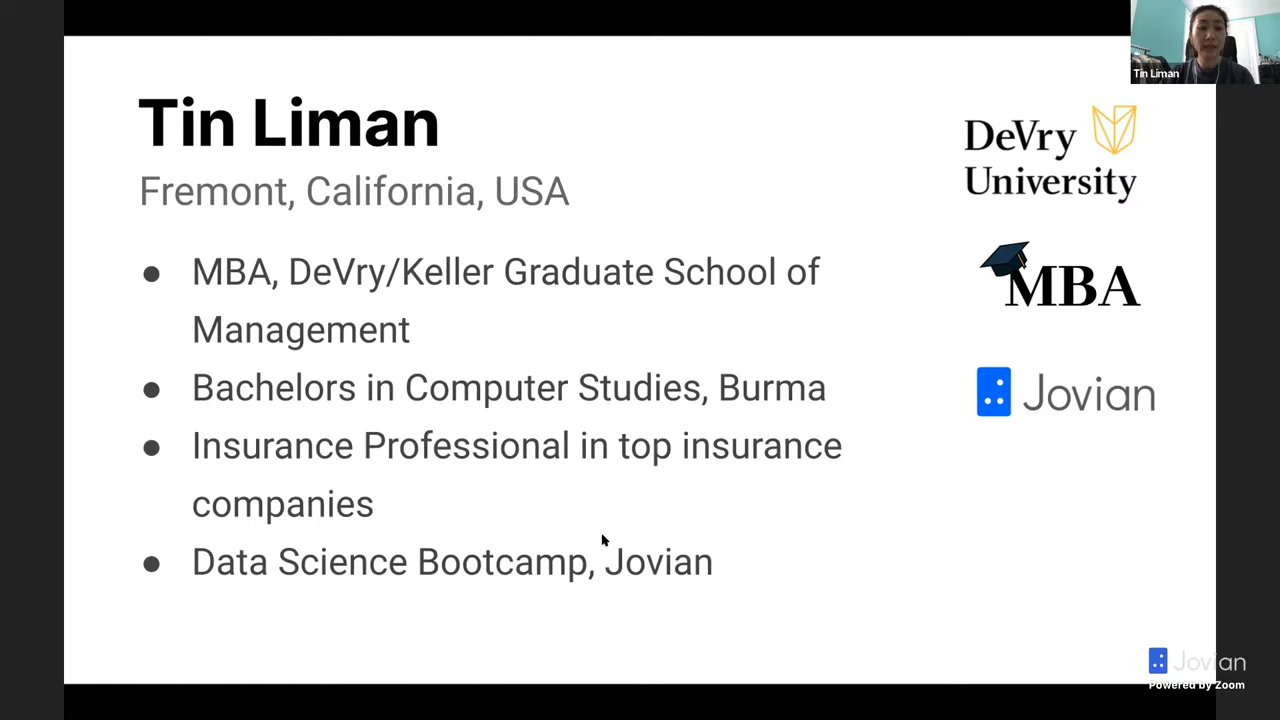 Tin Liman
Tin Liman
Fremont, California, USA
● MBA, DeVry/Keller Graduate School of
Management
● Bachelors in Computer Studies, Burma
● Insurance Professional in top insurance
companies
● Data Science Bootcamp, Jovian
DeVry
University
MBA
Jovian
Jovian
Powered by Zoom